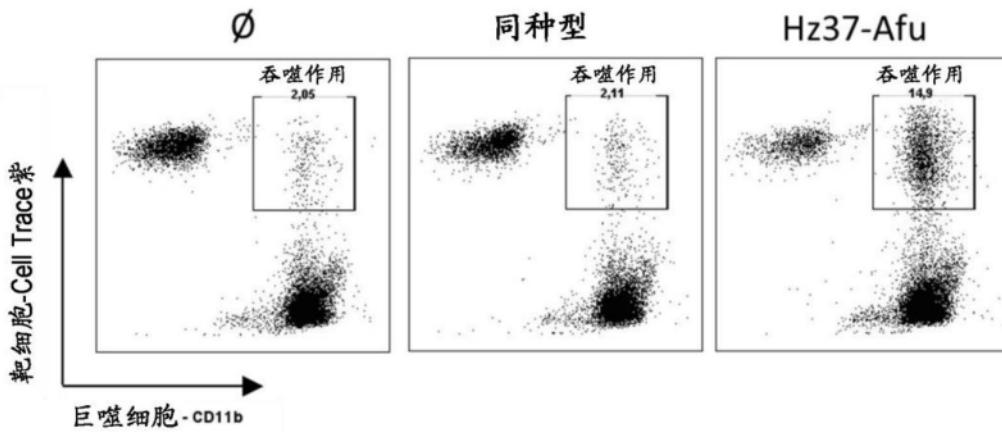 Ø
同种型
Hz37-Afu
吞噬作用
2,05
吞噬作用
2,11
吞噬作用
14,9
靶细胞-Cell Trace紫
巨噬细胞 - CD11b